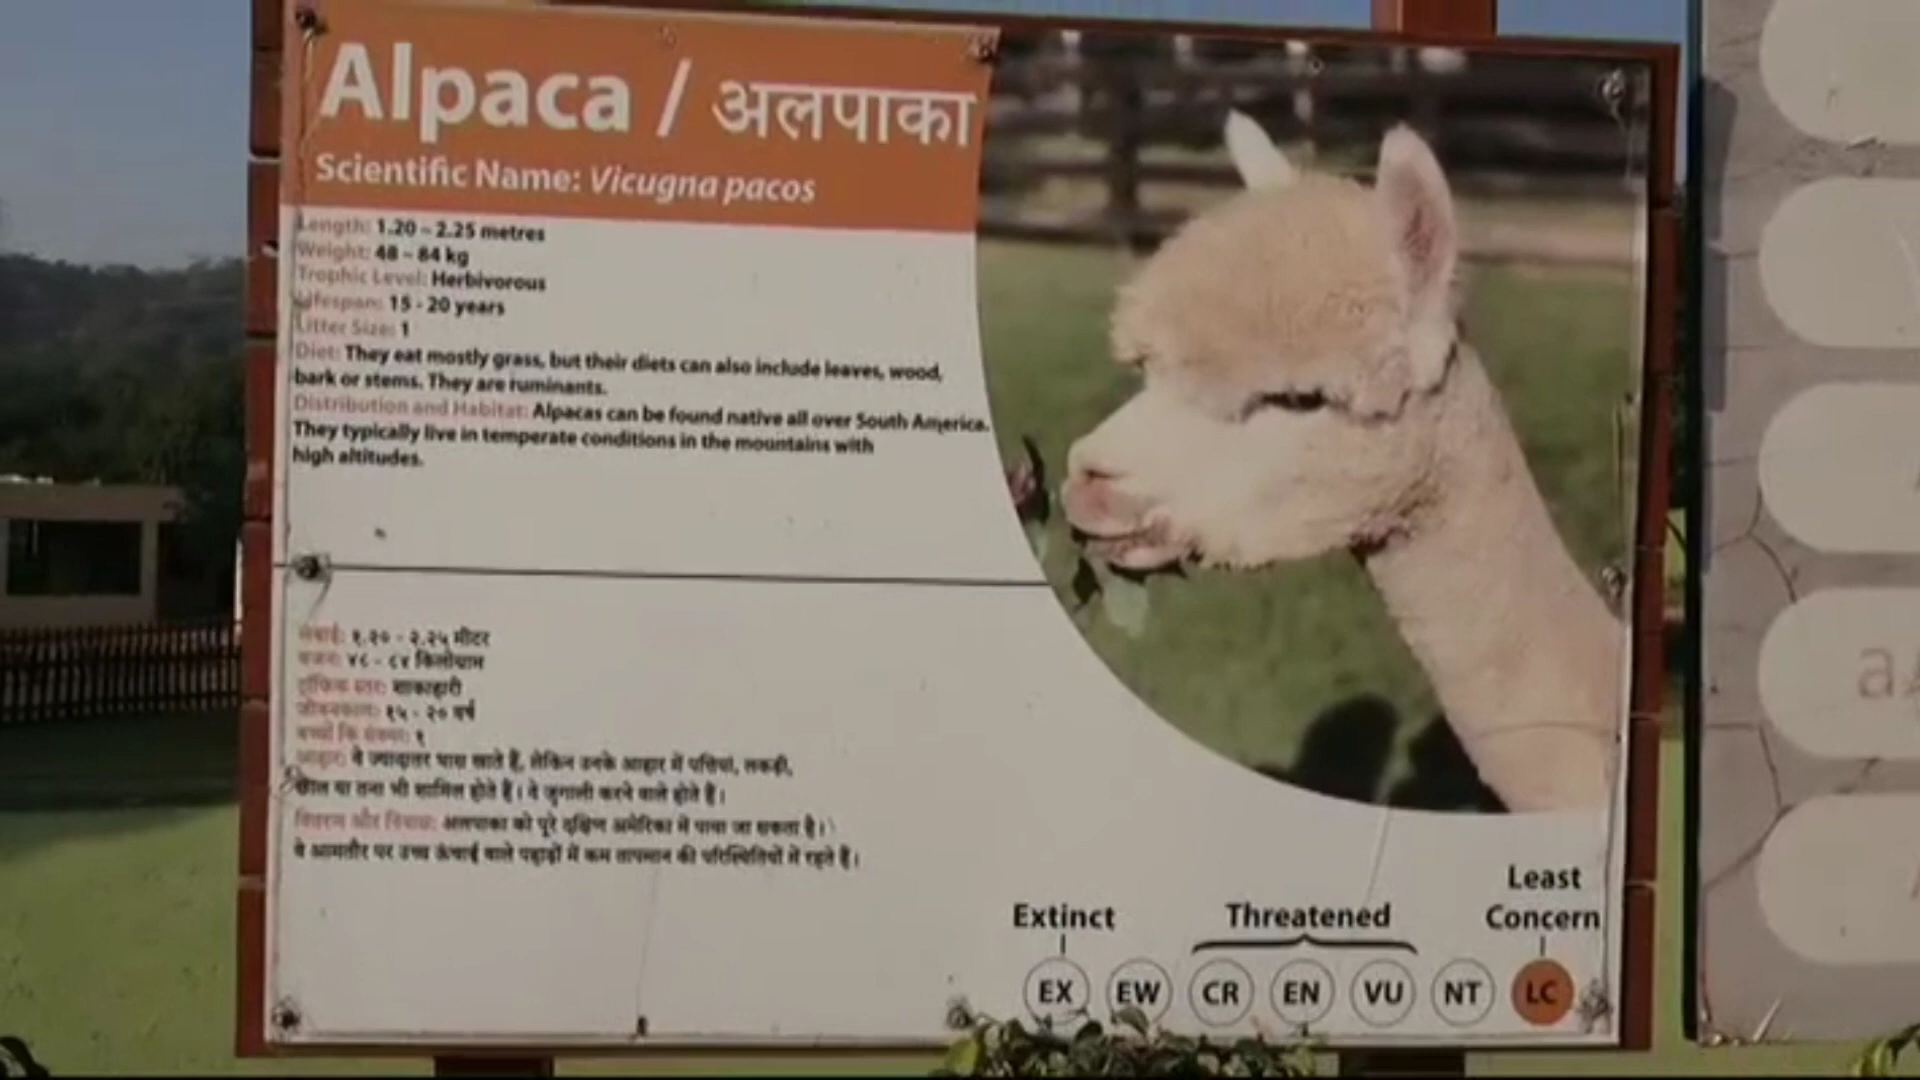 Alpaca / अलपाका
Scientific Name: Vicugna pacos
Length: 1.20 – 2.25 metres
Weight: 48 – 84 kg
Trophic Level: Herbivorous
Lifespan: 15 - 20 years
Litter Size: 1
Diet: They eat mostly grass, but their diets can also include leaves, wood,
bark or stems. They are ruminants.
Distribution and Habitat: Alpacas can be found native all over South America.
They typically live in temperate conditions in the mountains with
high altitudes.
लंबाई: १.२० - २.२५ मीटर
वजन: ४८ - ८४ किलोग्राम
ट्रॉफिक स्तर: शाकाहारी
जीवनकाल: १५ - २० वर्ष
बच्चों कि संख्या: १
आहार: वे ज्यादातर घास खाते हैं, लेकिन उनके आहार में पत्तियां, लकड़ी,
छाल या तना भी शामिल होते हैं। वे जुगाली करने वाले होते हैं।
वितरण और निवास: अलपाका को पूरे दक्षिण अमेरिका में पाया जा सकता है।
वे आमतौर पर उच्च ऊंचाई वाले पहाड़ों में कम तापमान की परिस्थितियों में रहते हैं।
Least
Extinct Threatened Concern
EX EW CR EN VU NT LC